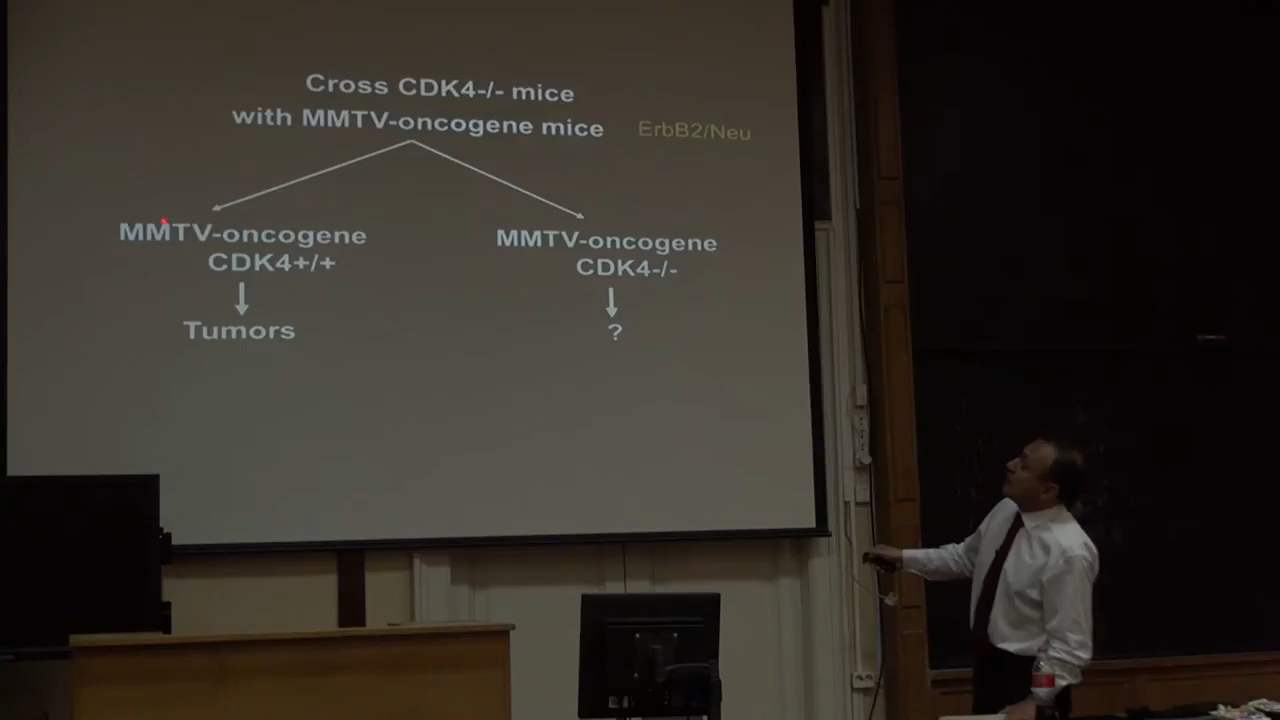 Cross CDK4-/- mice
with MMTV-oncogene mice
ErbB2/Neu
MMTV-oncogene
CDK4+/+
Tumors
MMTV-oncogene
CDK4-/-
?